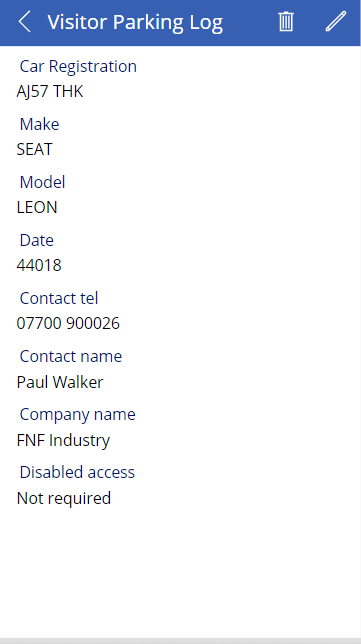 Visitor Parking Log
Car Registration
AJ57 THK
Make
SEAT
Model
LEON
Date
44018
Contact tel
07700 900026
Contact name
Paul Walker
Company name
FNF Industry
Disabled access
Not required